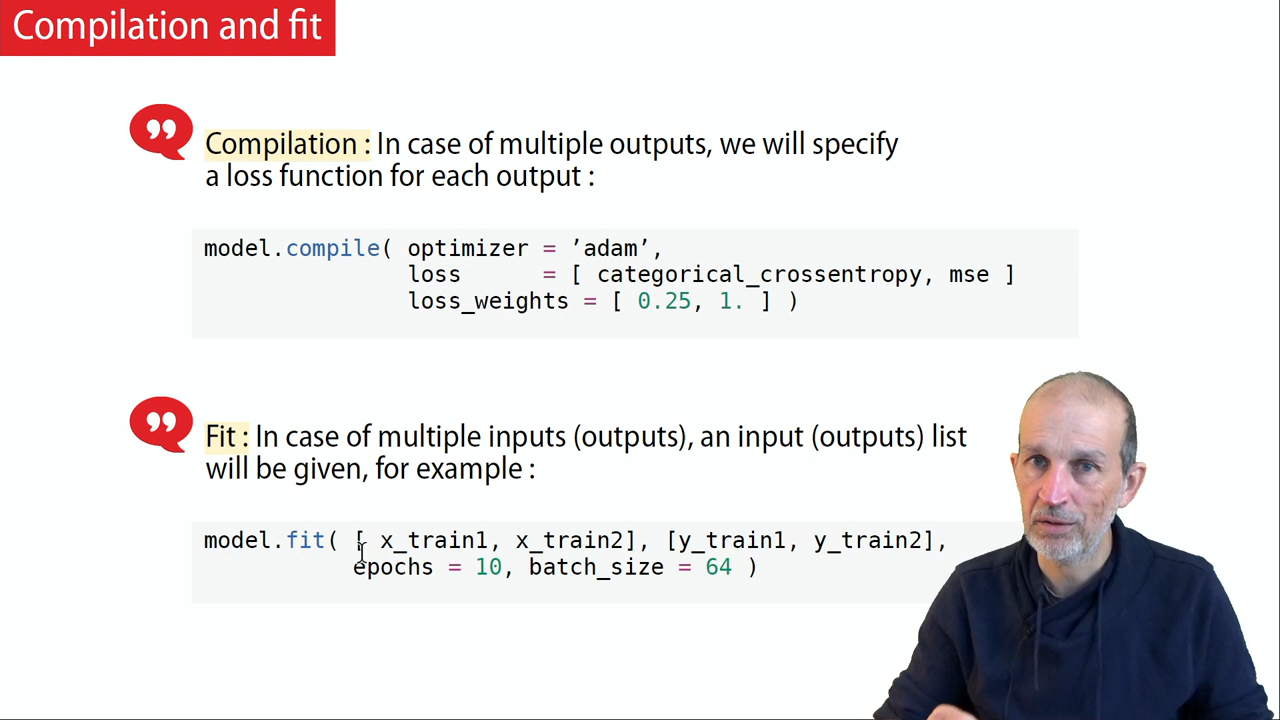 Compilation and fit
Compilation : In case of multiple outputs, we will specify
a loss function for each output :
model.compile( optimizer = ’adam’,
loss = [ categorical_crossentropy, mse ]
loss_weights = [ 0.25, 1. ] )
Fit : In case of multiple inputs (outputs), an input (outputs) list
will be given, for example :
model.fit( [ x_train1, x_train2], [y_train1, y_train2],
epochs = 10, batch_size = 64 )